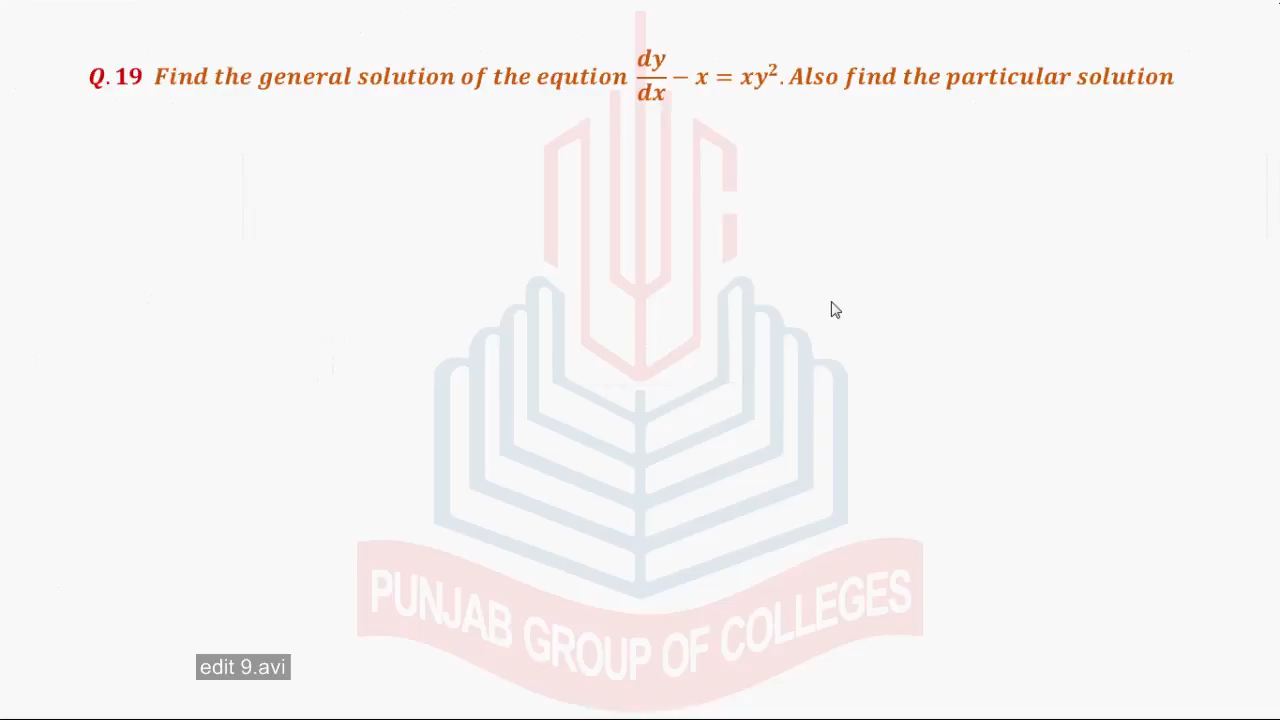 Q. 19 Find the general solution of the eqution dy/dx − x = xy². Also find the particular solution
PUNJAB GROUP OF COLLEGES
edit 9.avi